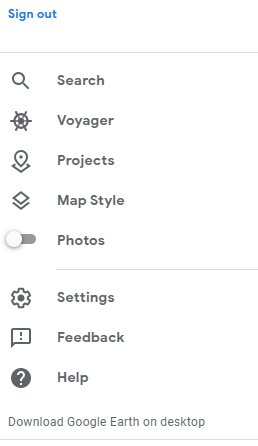 Sign out
Search
Voyager
Projects
Map Style
Photos
Settings
Feedback
Help
Download Google Earth on desktop